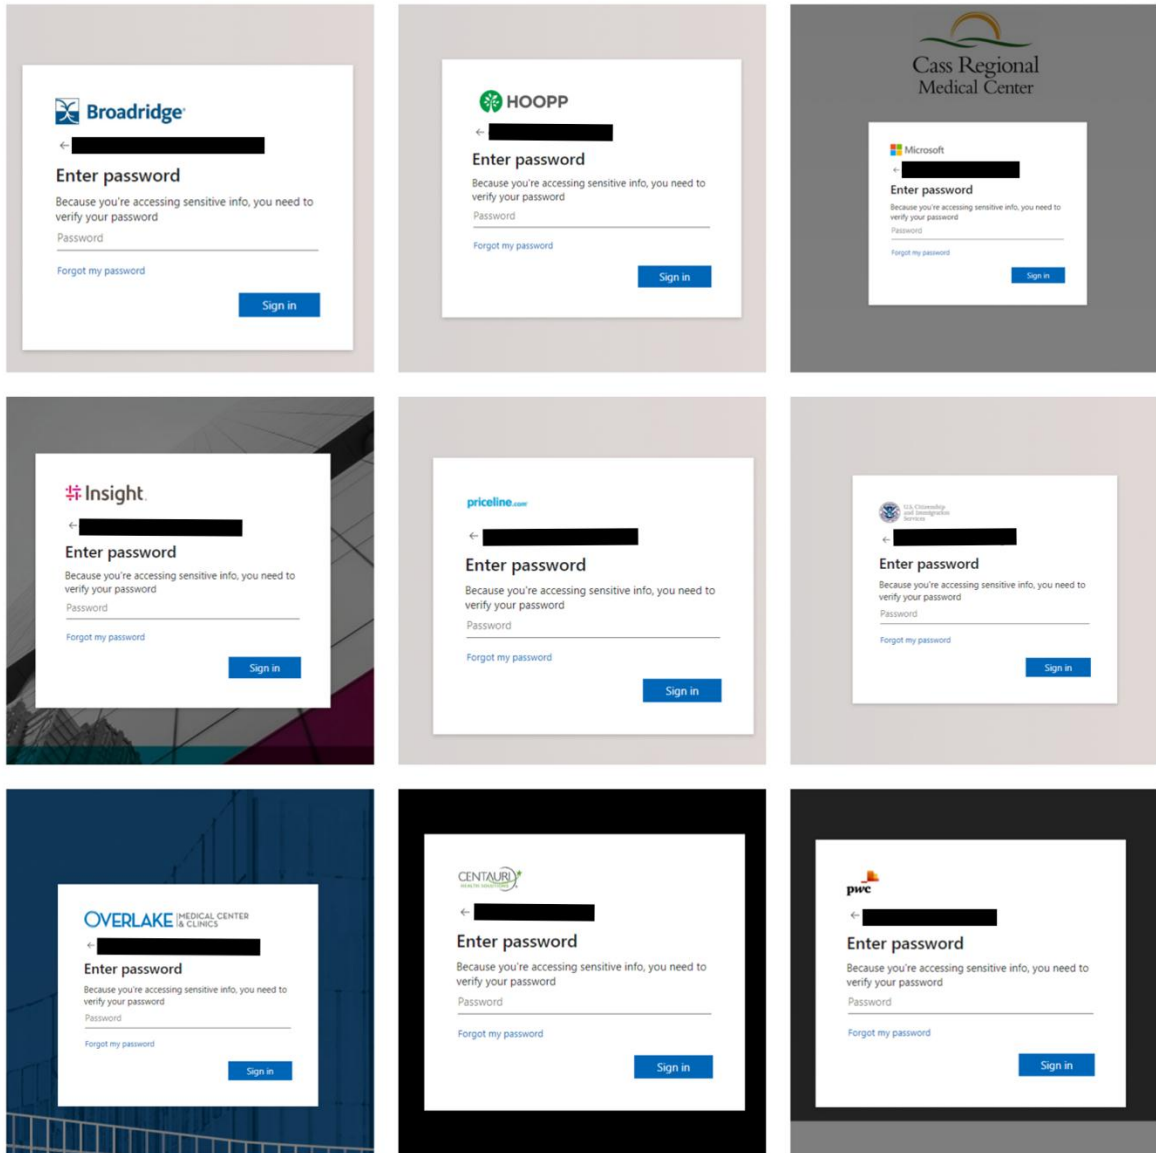 Broadridge
Enter password
Because you're accessing sensitive info, you need to
verify your password
Password
Forgot my password
Sign in
HOOPP
Enter password
Because you're accessing sensitive info, you need to
verify your password
Password
Forgot my password
Sign in
Cass Regional
Medical Center
Microsoft
Enter password
Because you're accessing sensitive info, you need to
verify your password
Password
Forgot my password
Sign in
Insight.
Enter password
Because you're accessing sensitive info, you need to
verify your password
Password
Forgot my password
Sign in
priceline.com
Enter password
Because you're accessing sensitive info, you need to
verify your password
Password
Forgot my password
Sign in
U.S. Citizenship
and Immigration
Services
Enter password
Because you're accessing sensitive info, you need to
verify your password
Password
Forgot my password
Sign in
OVERLAKE MEDICAL CENTER
& CLINICS
Enter password
Because you're accessing sensitive info, you need to
verify your password
Password
Forgot my password
Sign in
CENTAURI
HEALTH SOLUTIONS
Enter password
Because you're accessing sensitive info, you need to
verify your password
Password
Forgot my password
Sign in
pwc
Enter password
Because you're accessing sensitive info, you need to
verify your password
Password
Forgot my password
Sign in